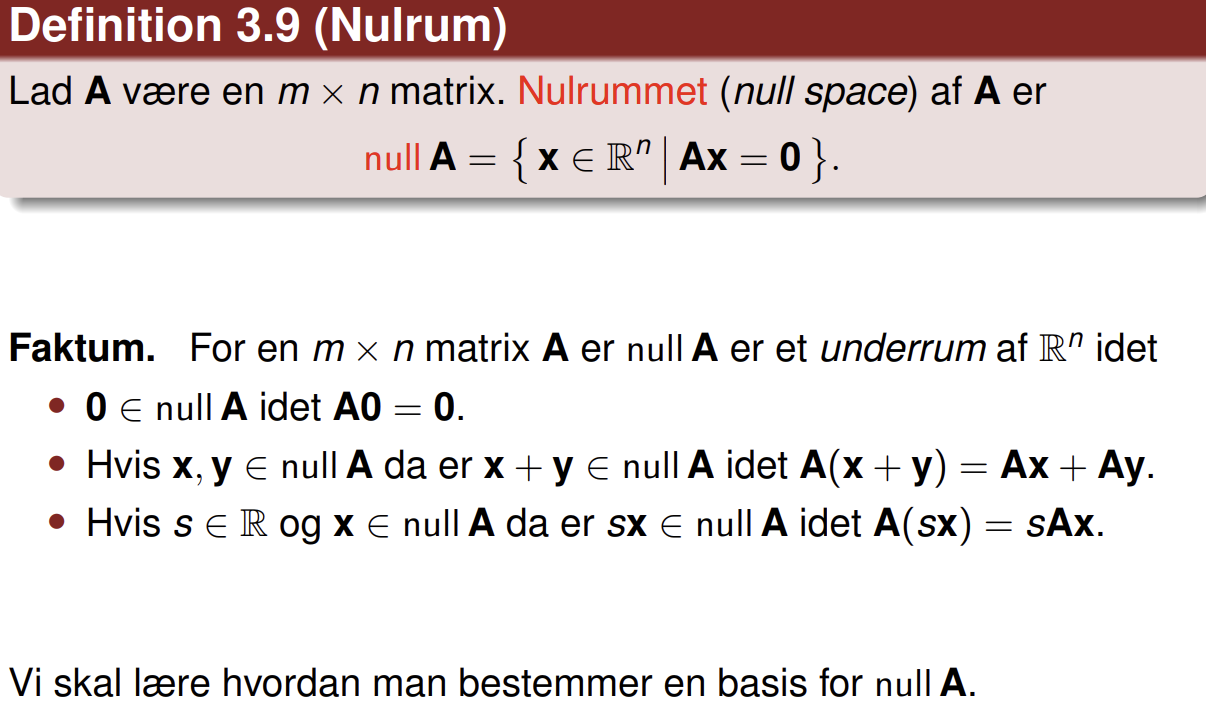 Definition 3.9 (Nulrum)
Lad A være en m × n matrix. Nulrummet (null space) af A er
null A = { x ∈ ℝⁿ | Ax = 0 }.
Faktum. For en m × n matrix A er null A er et underrum af ℝⁿ idet
• 0 ∈ null A idet A0 = 0.
• Hvis x, y ∈ null A da er x + y ∈ null A idet A(x + y) = Ax + Ay.
• Hvis s ∈ ℝ og x ∈ null A da er sx ∈ null A idet A(sx) = sAx.
Vi skal lære hvordan man bestemmer en basis for null A.